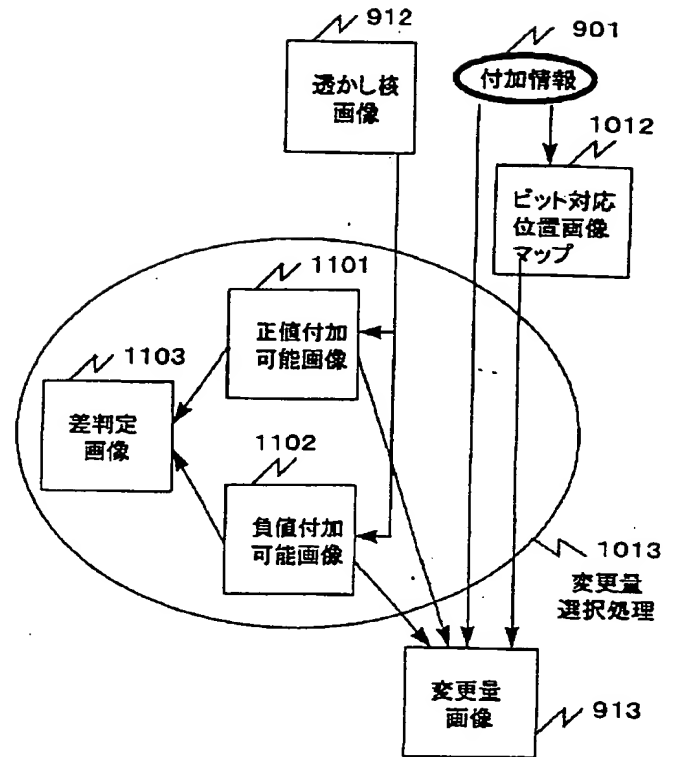 912
透かし核
画像
901
付加情報
1012
ビット対応
位置画像
マップ
1101
正値付加
可能画像
1103
差判定
画像
1102
負値付加
可能画像
1013
変更量
選択処理
変更量
画像
913